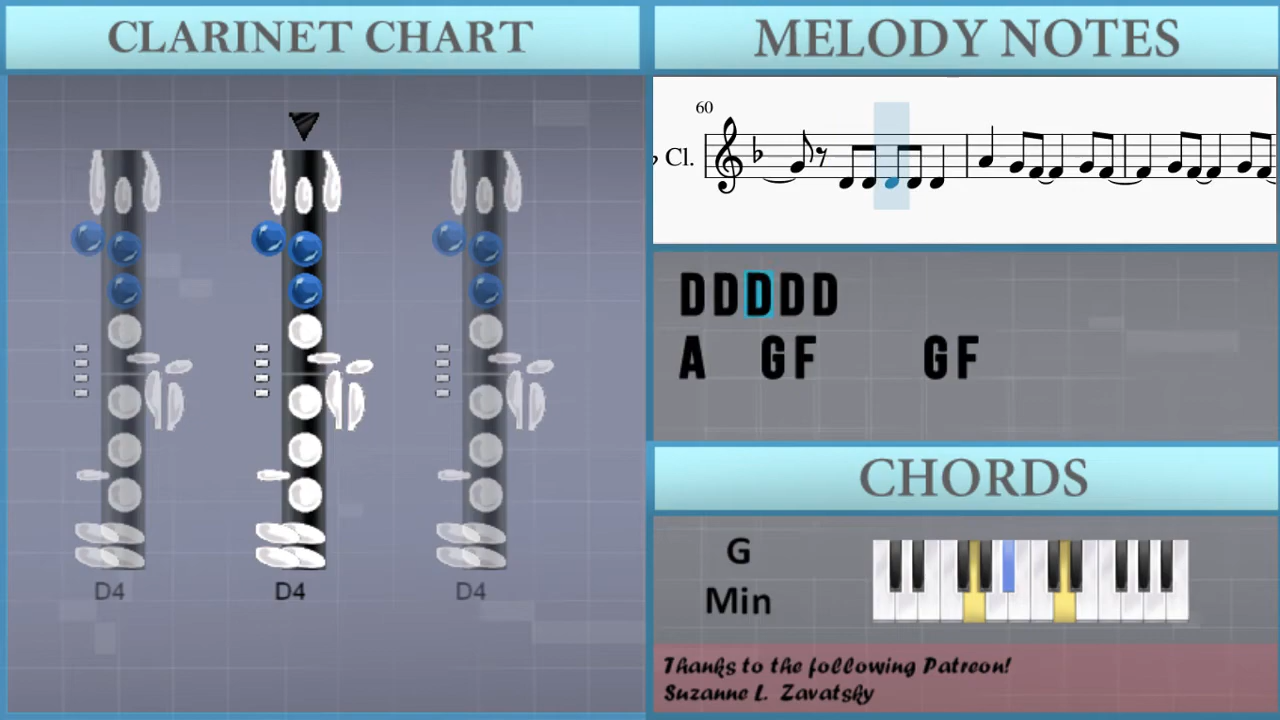 CLARINET CHART
D4 D4 D4
MELODY NOTES
60
Cl.
DDDDD
A GF GF
CHORDS
G
Min
Thanks to the following Patreon!
Suzanne L. Zavatsky